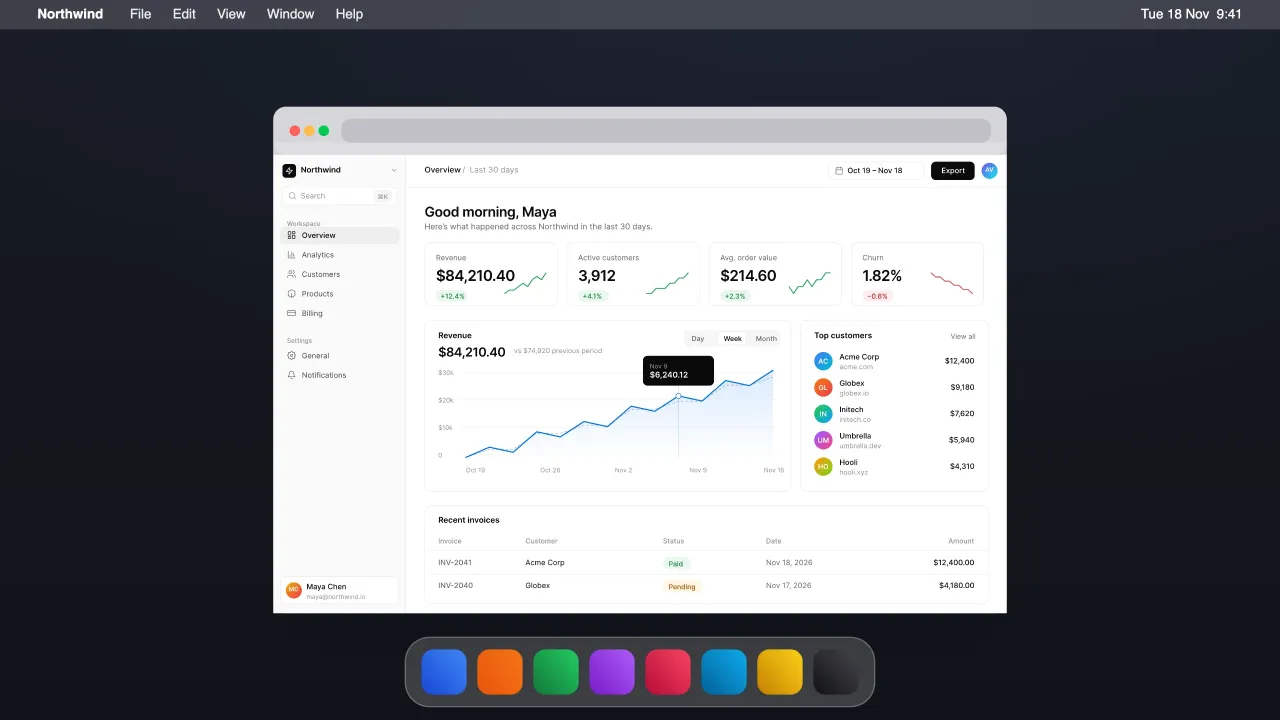 Northwind File Edit View Window Help Tue 18 Nov 9:41
Northwind
Search ⌘K
Workspace
Overview
Analytics
Customers
Products
Billing
Settings
General
Notifications
MC Maya Chen
maya@northwind.io
Overview / Last 30 days Oct 19 – Nov 18 Export AV
Good morning, Maya
Here's what happened across Northwind in the last 30 days.
Revenue
$84,210.40
+12.4%
Active customers
3,912
+4.1%
Avg. order value
$214.60
+2.3%
Churn
1.82%
−0.6%
Revenue
$84,210.40 vs $74,920 previous period
Day Week Month
Nov 9
$6,240.12
$30k
$20k
$10k
0
Oct 19 Oct 26 Nov 2 Nov 9 Nov 16
Top customers View all
AC Acme Corp $12,400
acme.com
GL Globex $9,180
globex.io
IN Initech $7,620
initech.co
UM Umbrella $5,940
umbrella.dev
HO Hooli $4,310
hooli.xyz
Recent invoices
Invoice Customer Status Date Amount
INV-2041 Acme Corp Paid Nov 18, 2026 $12,400.00
INV-2040 Globex Pending Nov 17, 2026 $4,180.00